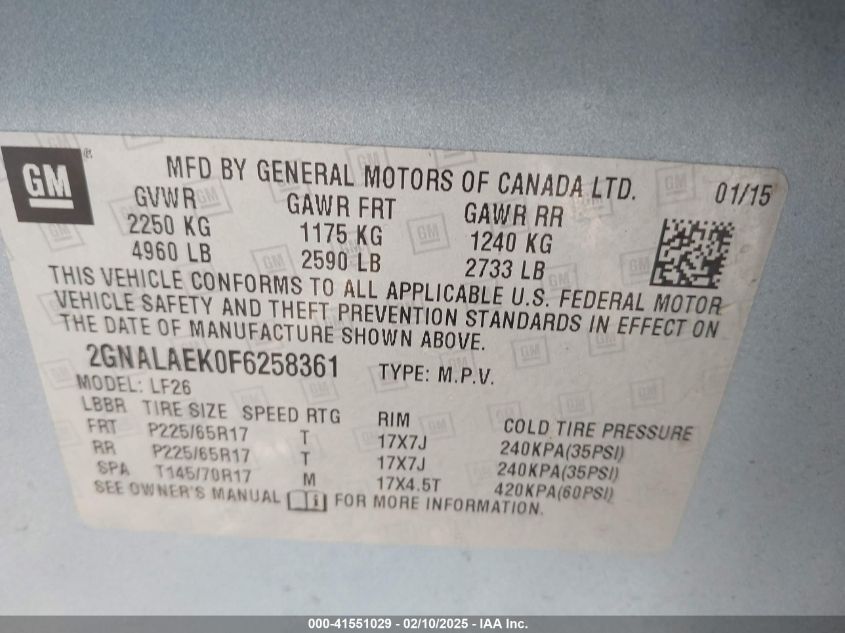 GM ®
MFD BY GENERAL MOTORS OF CANADA LTD. 01/15
GVWR GAWR FRT GAWR RR
2250 KG 1175 KG 1240 KG
4960 LB 2590 LB 2733 LB
THIS VEHICLE CONFORMS TO ALL APPLICABLE U.S. FEDERAL MOTOR
VEHICLE SAFETY AND THEFT PREVENTION STANDARDS IN EFFECT ON
THE DATE OF MANUFACTURE SHOWN ABOVE.
2GNALAEK0F6258361 TYPE: M.P.V.
MODEL: LF26
LBBR TIRE SIZE SPEED RTG RIM COLD TIRE PRESSURE
FRT P225/65R17 T 17X7J 240KPA(35PSI)
RR P225/65R17 T 17X7J 240KPA(35PSI)
SPA T145/70R17 M 17X4.5T 420KPA(60PSI)
SEE OWNER'S MANUAL i FOR MORE INFORMATION.
000-41551029 — 02/10/2025 — IAA Inc.